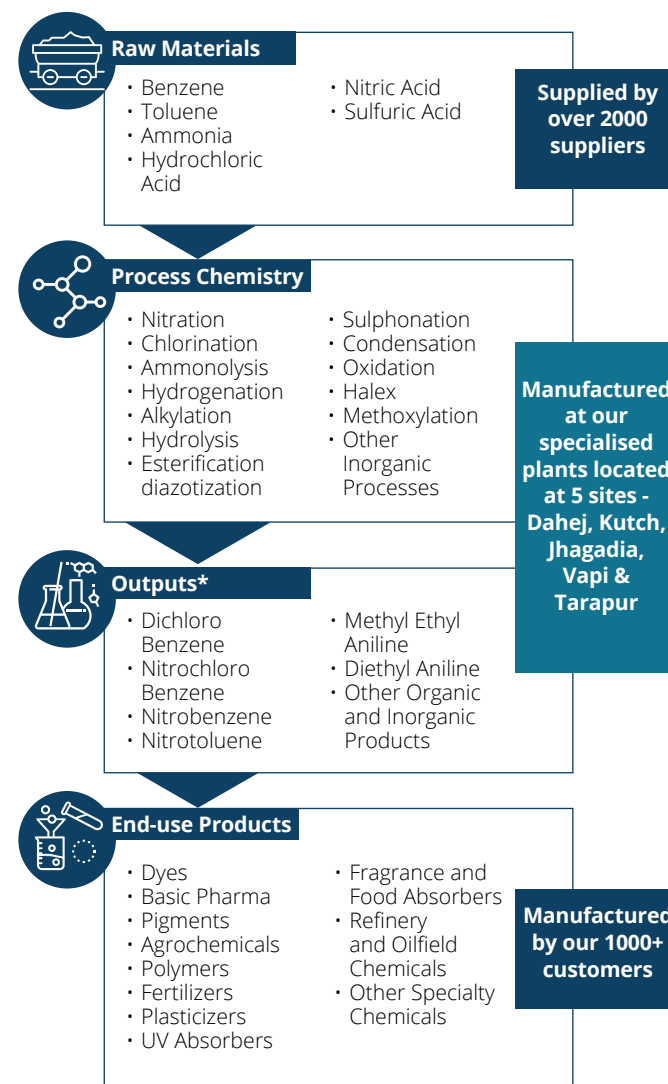 Raw Materials
• Benzene
• Toluene
• Ammonia
• Hydrochloric
Acid
• Nitric Acid
• Sulfuric Acid
Supplied by
over 2000
suppliers
Process Chemistry
• Nitration
• Chlorination
• Ammonolysis
• Hydrogenation
• Alkylation
• Hydrolysis
• Esterification
diazotization
• Sulphonation
• Condensation
• Oxidation
• Halex
• Methoxylation
• Other
Inorganic
Processes
Manufactured
at our
specialised
plants located
at 5 sites -
Dahej, Kutch,
Jhagadia,
Vapi &
Tarapur
Outputs*
• Dichloro
Benzene
• Nitrochloro
Benzene
• Nitrobenzene
• Nitrotoluene
• Methyl Ethyl
Aniline
• Diethyl Aniline
• Other Organic
and Inorganic
Products
End-use Products
• Dyes
• Basic Pharma
• Pigments
• Agrochemicals
• Polymers
• Fertilizers
• Plasticizers
• UV Absorbers
• Fragrance and
Food Absorbers
• Refinery
and Oilfield
Chemicals
• Other Specialty
Chemicals
Manufactured
by our 1000+
customers